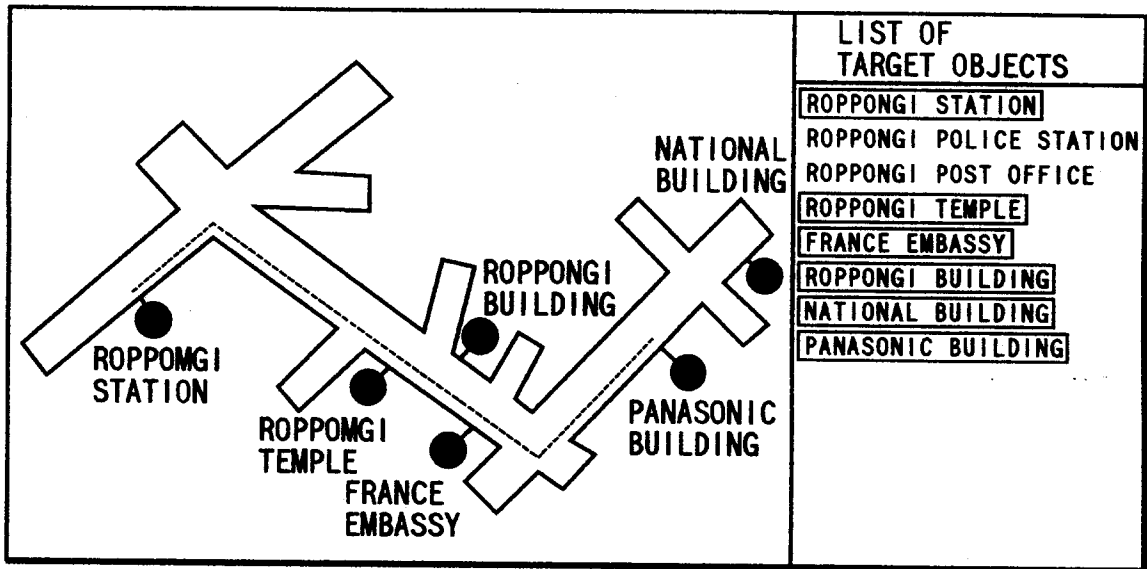 NATIONAL
BUILDING
ROPPONGI
BUILDING
ROPPOMGI
STATION
ROPPOMGI
TEMPLE
FRANCE
EMBASSY
PANASONIC
BUILDING
LIST OF
TARGET OBJECTS
ROPPONGI STATION
ROPPONGI POLICE STATION
ROPPONGI POST OFFICE
ROPPONGI TEMPLE
FRANCE EMBASSY
ROPPONGI BUILDING
NATIONAL BUILDING
PANASONIC BUILDING